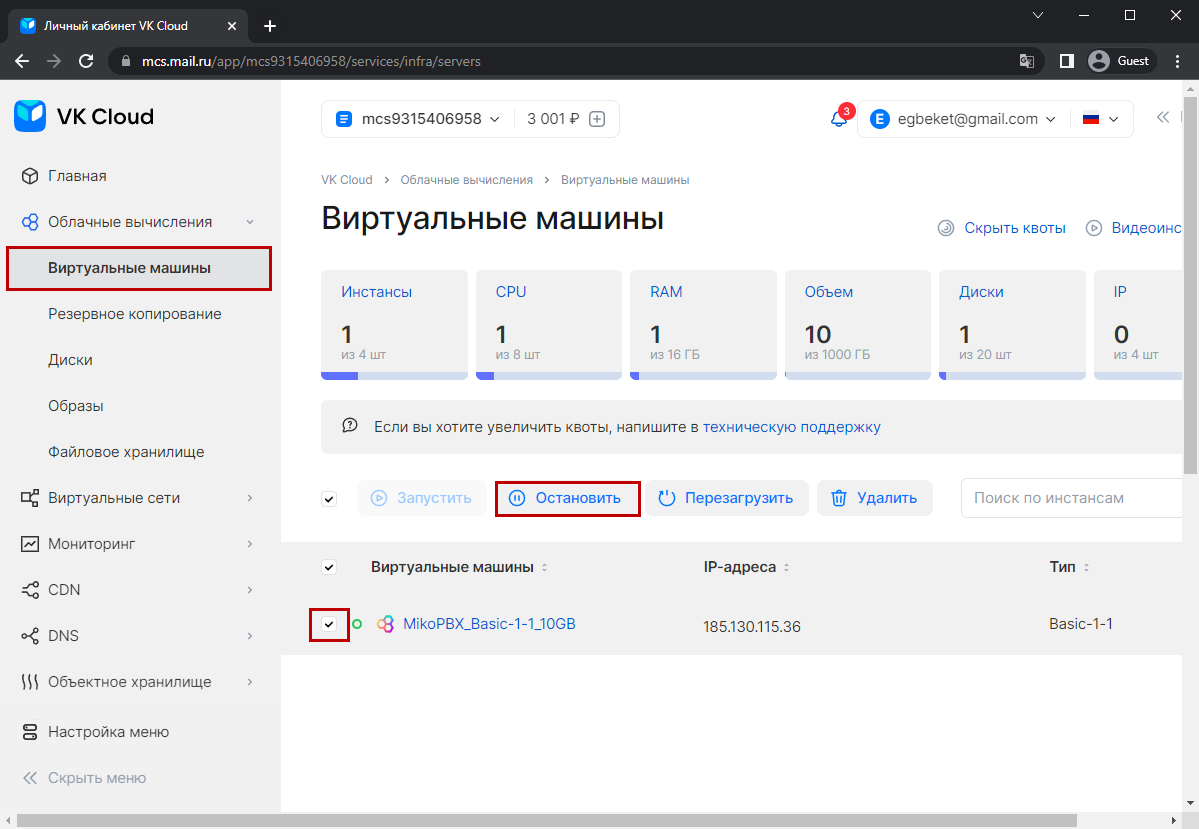 Личный кабинет VK Cloud
mcs.mail.ru/app/mcs9315406958/services/infra/servers
Guest
VK Cloud
mcs9315406958
3 001 ₽
3
E
egbeket@gmail.com
Главная
Облачные вычисления
Виртуальные машины
Резервное копирование
Диски
Образы
Файловое хранилище
Виртуальные сети
Мониторинг
CDN
DNS
Объектное хранилище
Настройка меню
Скрыть меню
VK Cloud > Облачные вычисления > Виртуальные машины
Виртуальные машины
Скрыть квоты
Видеоинс
Инстансы
1
из 4 шт
CPU
1
из 8 шт
RAM
1
из 16 ГБ
Объем
10
из 1000 ГБ
Диски
1
из 20 шт
IP
0
из 4 шт
Если вы хотите увеличить квоты, напишите в техническую поддержку
Запустить
Остановить
Перезагрузить
Удалить
Поиск по инстансам
Виртуальные машины
IP-адреса
Тип
MikoPBX_Basic-1-1_10GB
185.130.115.36
Basic-1-1